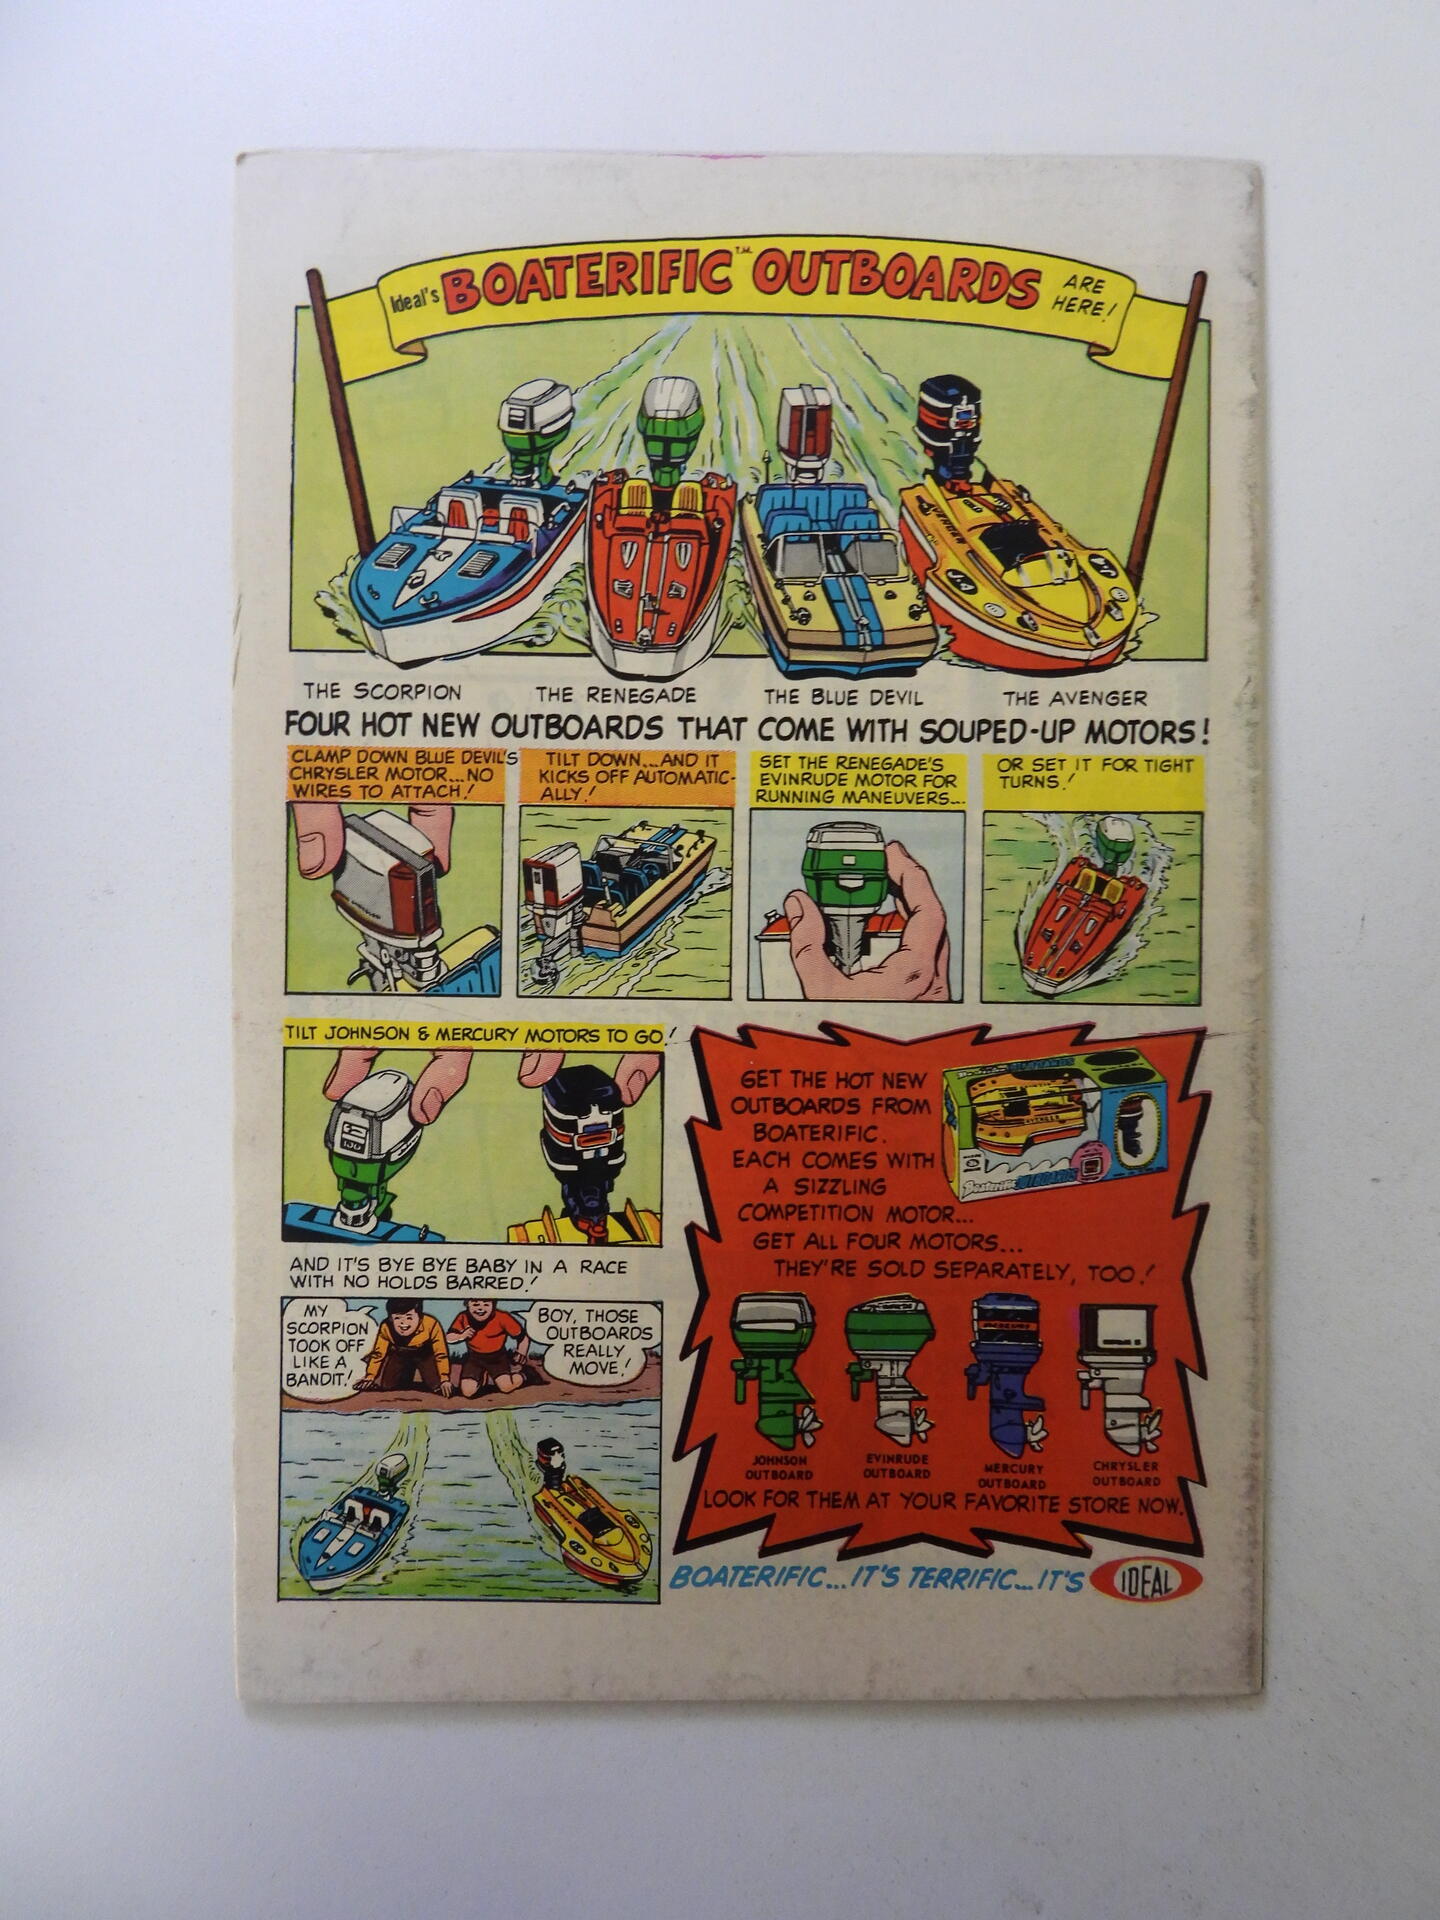 Ideal's BOATERIFIC™ OUTBOARDS ARE HERE!
THE SCORPION THE RENEGADE THE BLUE DEVIL THE AVENGER
FOUR HOT NEW OUTBOARDS THAT COME WITH SOUPED-UP MOTORS!
CLAMP DOWN BLUE DEVIL'S
CHRYSLER MOTOR...NO
WIRES TO ATTACH!
TILT DOWN...AND IT
KICKS OFF AUTOMATIC-
ALLY!
SET THE RENEGADE'S
EVINRUDE MOTOR FOR
RUNNING MANEUVERS...
OR SET IT FOR TIGHT
TURNS!
TILT JOHNSON & MERCURY MOTORS TO GO!
AND IT'S BYE BYE BABY IN A RACE
WITH NO HOLDS BARRED!
MY
SCORPION
TOOK OFF
LIKE A
BANDIT!
BOY, THOSE
OUTBOARDS
REALLY
MOVE!
GET THE HOT NEW
OUTBOARDS FROM
BOATERIFIC.
EACH COMES WITH
A SIZZLING
COMPETITION MOTOR...
GET ALL FOUR MOTORS...
THEY'RE SOLD SEPARATELY, TOO!
AVENGER
Boaterific OUTBOARDS
MERCURY
JOHNSON
OUTBOARD
EVINRUDE
OUTBOARD
MERCURY
OUTBOARD
CHRYSLER
OUTBOARD
LOOK FOR THEM AT YOUR FAVORITE STORE NOW.
BOATERIFIC...IT'S TERRIFIC...IT'S IDEAL